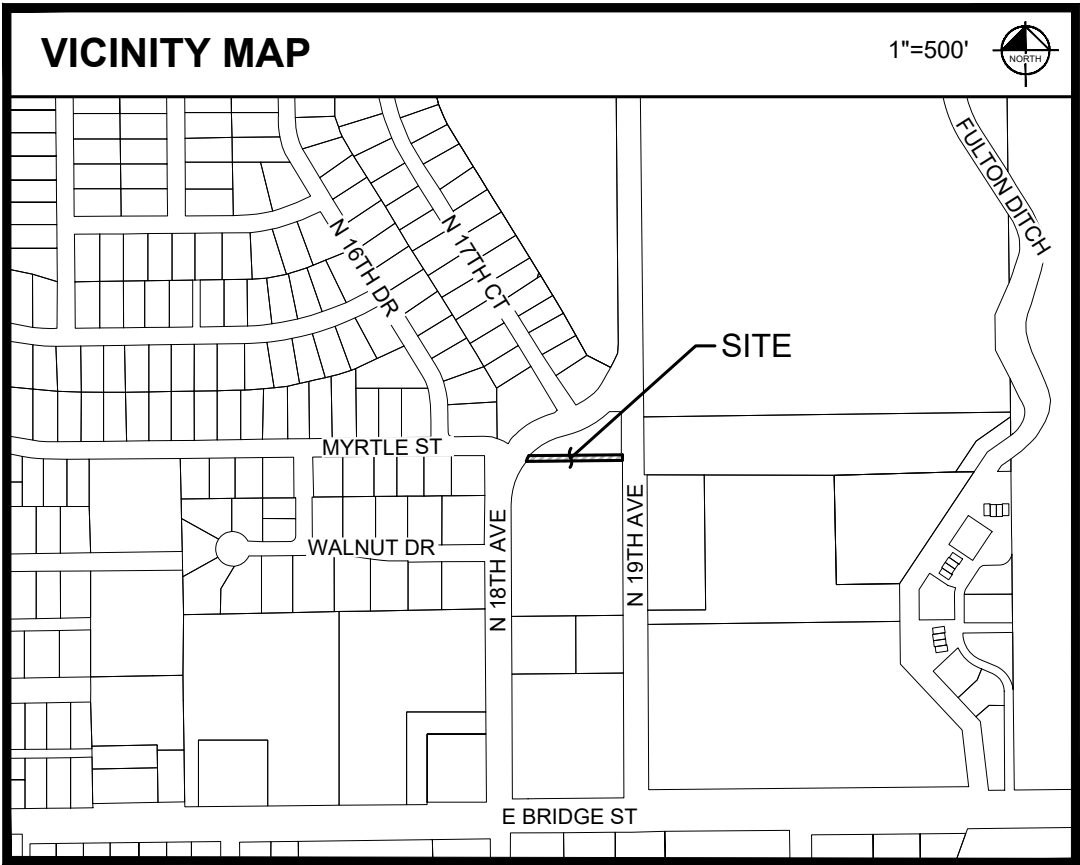 VICINITY MAP
1"=500'
NORTH
FULTON DITCH
N 16TH DR
N 17TH CT
SITE
MYRTLE ST
WALNUT DR
N 18TH AVE
N 19TH AVE
E BRIDGE ST